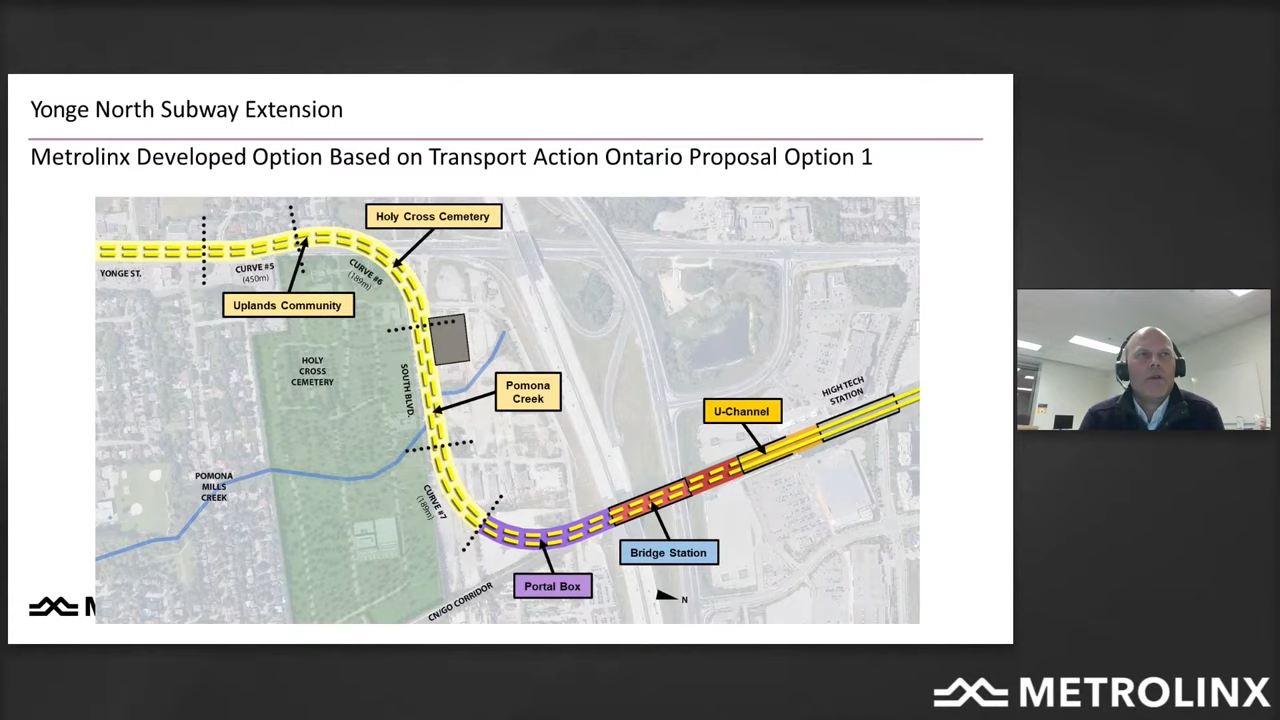 Yonge North Subway Extension
Metrolinx Developed Option Based on Transport Action Ontario Proposal Option 1
Holy Cross Cemetery
YONGE ST.
CURVE #5
(450m)
CURVE #6
(189m)
Uplands Community
HOLY
CROSS
CEMETERY
SOUTH BLVD.
Pomona
Creek
HIGH TECH
STATION
U-Channel
POMONA
MILLS
CREEK
CURVE #7
(189m)
Bridge Station
Portal Box
CN/GO CORRIDOR
N
METROLINX